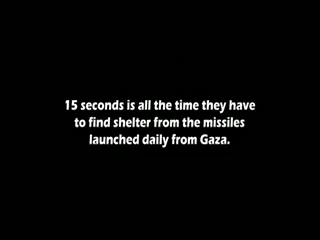 15 seconds is all the time they have
to find shelter from the missiles
launched daily from Gaza.